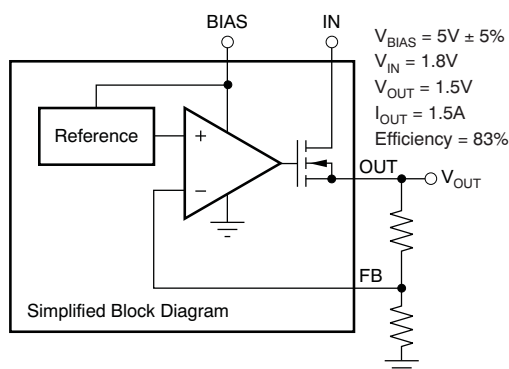 BIAS
IN
V_BIAS = 5V ± 5%
V_IN = 1.8V
V_OUT = 1.5V
I_OUT = 1.5A
Efficiency = 83%
Reference
+
−
OUT
V_OUT
FB
Simplified Block Diagram